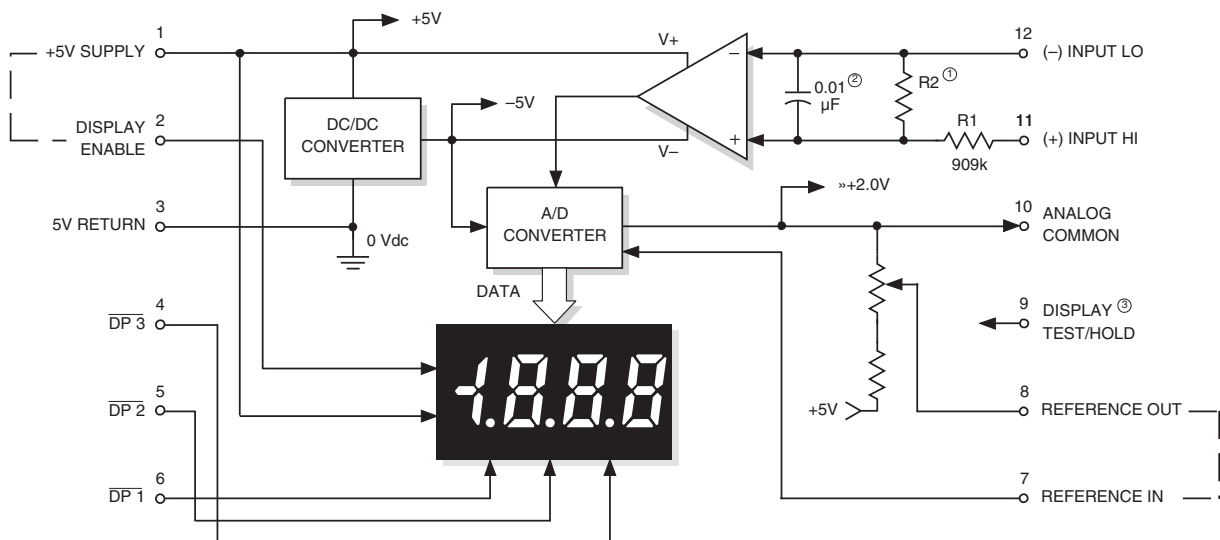 +5V
1
+5V SUPPLY
V+
12
(–) INPUT LO
–
0.01 ②
µF
R2 ①
–5V
DC/DC
CONVERTER
2
DISPLAY
ENABLE
+
V–
R1
909k
11
(+) INPUT HI
»+2.0V
3
5V RETURN
0 Vdc
A/D
CONVERTER
10
ANALOG
COMMON
DATA
4
DP 3
9
DISPLAY ③
TEST/HOLD
-1.8.8.8
5
DP 2
+5V
8
REFERENCE OUT
6
DP 1
7
REFERENCE IN